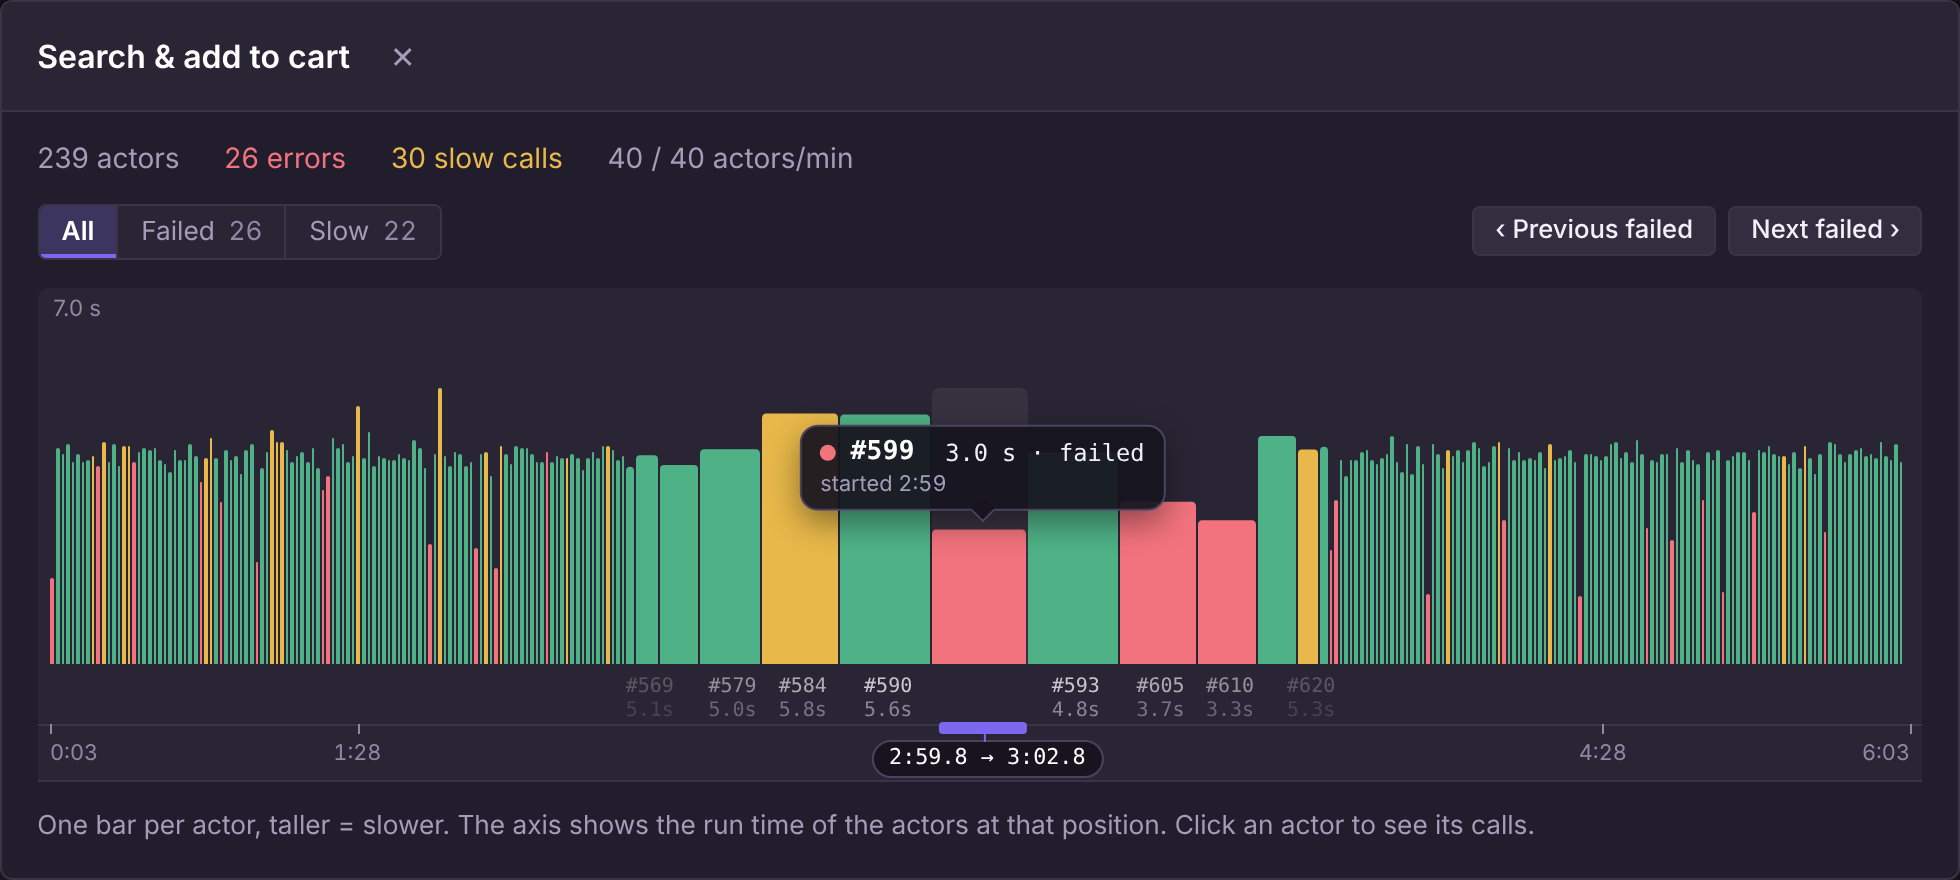 Search & add to cart ✕
239 actors 26 errors 30 slow calls 40 / 40 actors/min
All Failed 26 Slow 22 ‹ Previous failed Next failed ›
7.0 s
#599 3.0 s · failed
started 2:59
#569 #579 #584 #590 #593 #605 #610 #620
5.1s 5.0s 5.8s 5.6s 4.8s 3.7s 3.3s 5.3s
0:03 1:28 2:59.8 → 3:02.8 4:28 6:03
One bar per actor, taller = slower. The axis shows the run time of the actors at that position. Click an actor to see its calls.